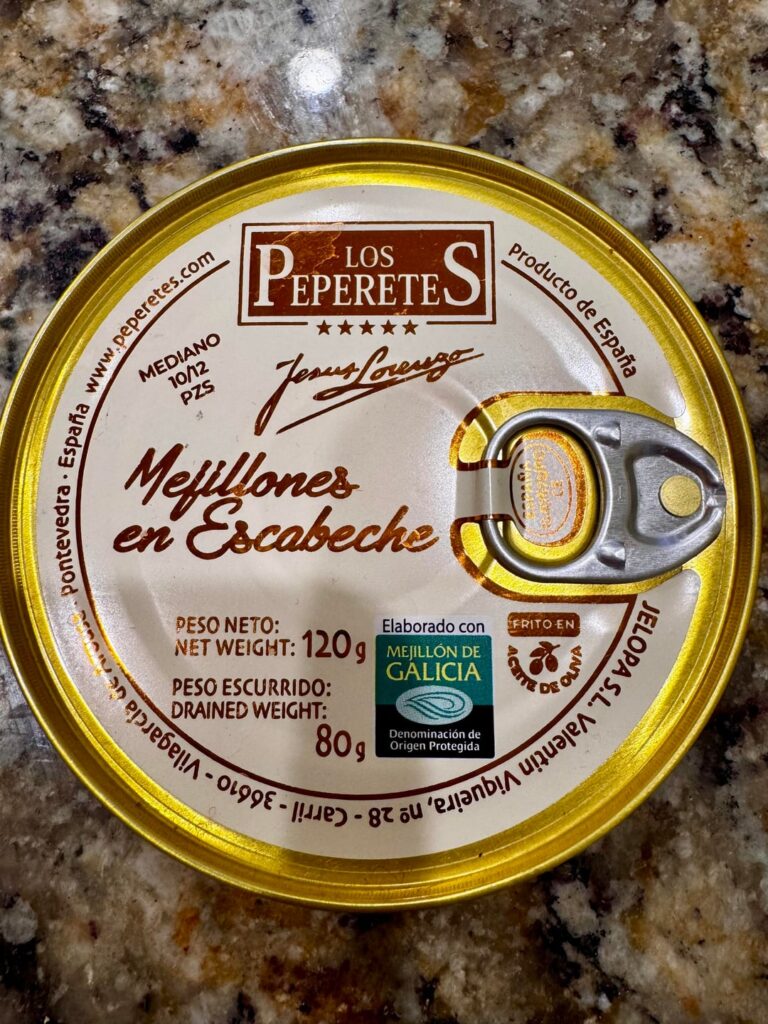 LOS
PEPERETES
Jesus Lorenzo
www.peperetes.com
Producto de España
MEDIANO
10/12
PZS
Mejillones
en Escabeche
PESO NETO:
NET WEIGHT: 120g
PESO ESCURRIDO:
DRAINED WEIGHT:
80g
Elaborado con
MEJILLÓN DE
GALICIA
Denominación de
Origen Protegida
FRITO EN
ACEITE DE OLIVA
JELOPA S.L. Valentín Viqueira, nº 28 - Carril - 36610 - Vilagarcía de Arousa · Pontevedra · España